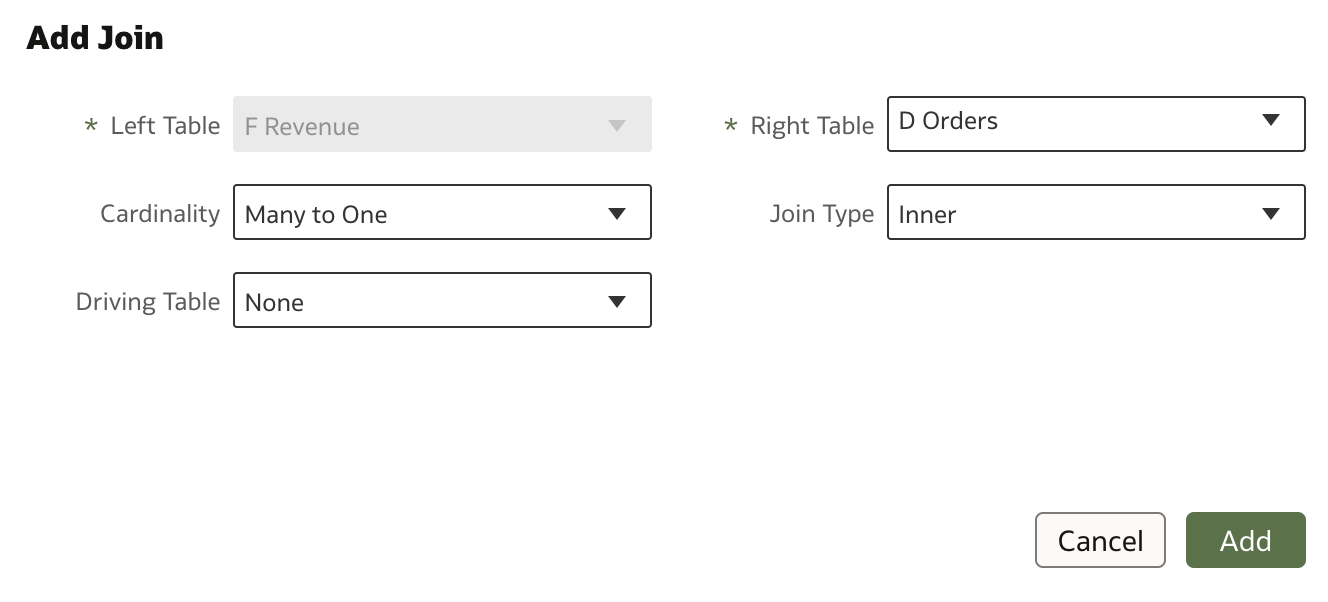 Add Join
* Left Table F Revenue * Right Table D Orders
Cardinality Many to One Join Type Inner
Driving Table None
Cancel Add